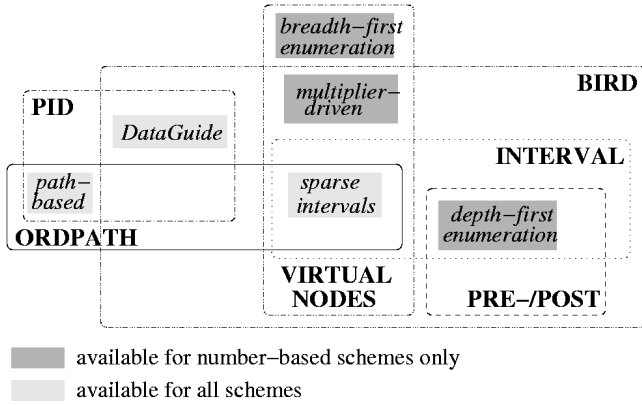 breadth–first
enumeration
multiplier–
driven
BIRD
PID
DataGuide
INTERVAL
path–
based
sparse
intervals
depth–first
enumeration
ORDPATH
VIRTUAL
NODES
PRE–/POST
available for number–based schemes only
available for all schemes